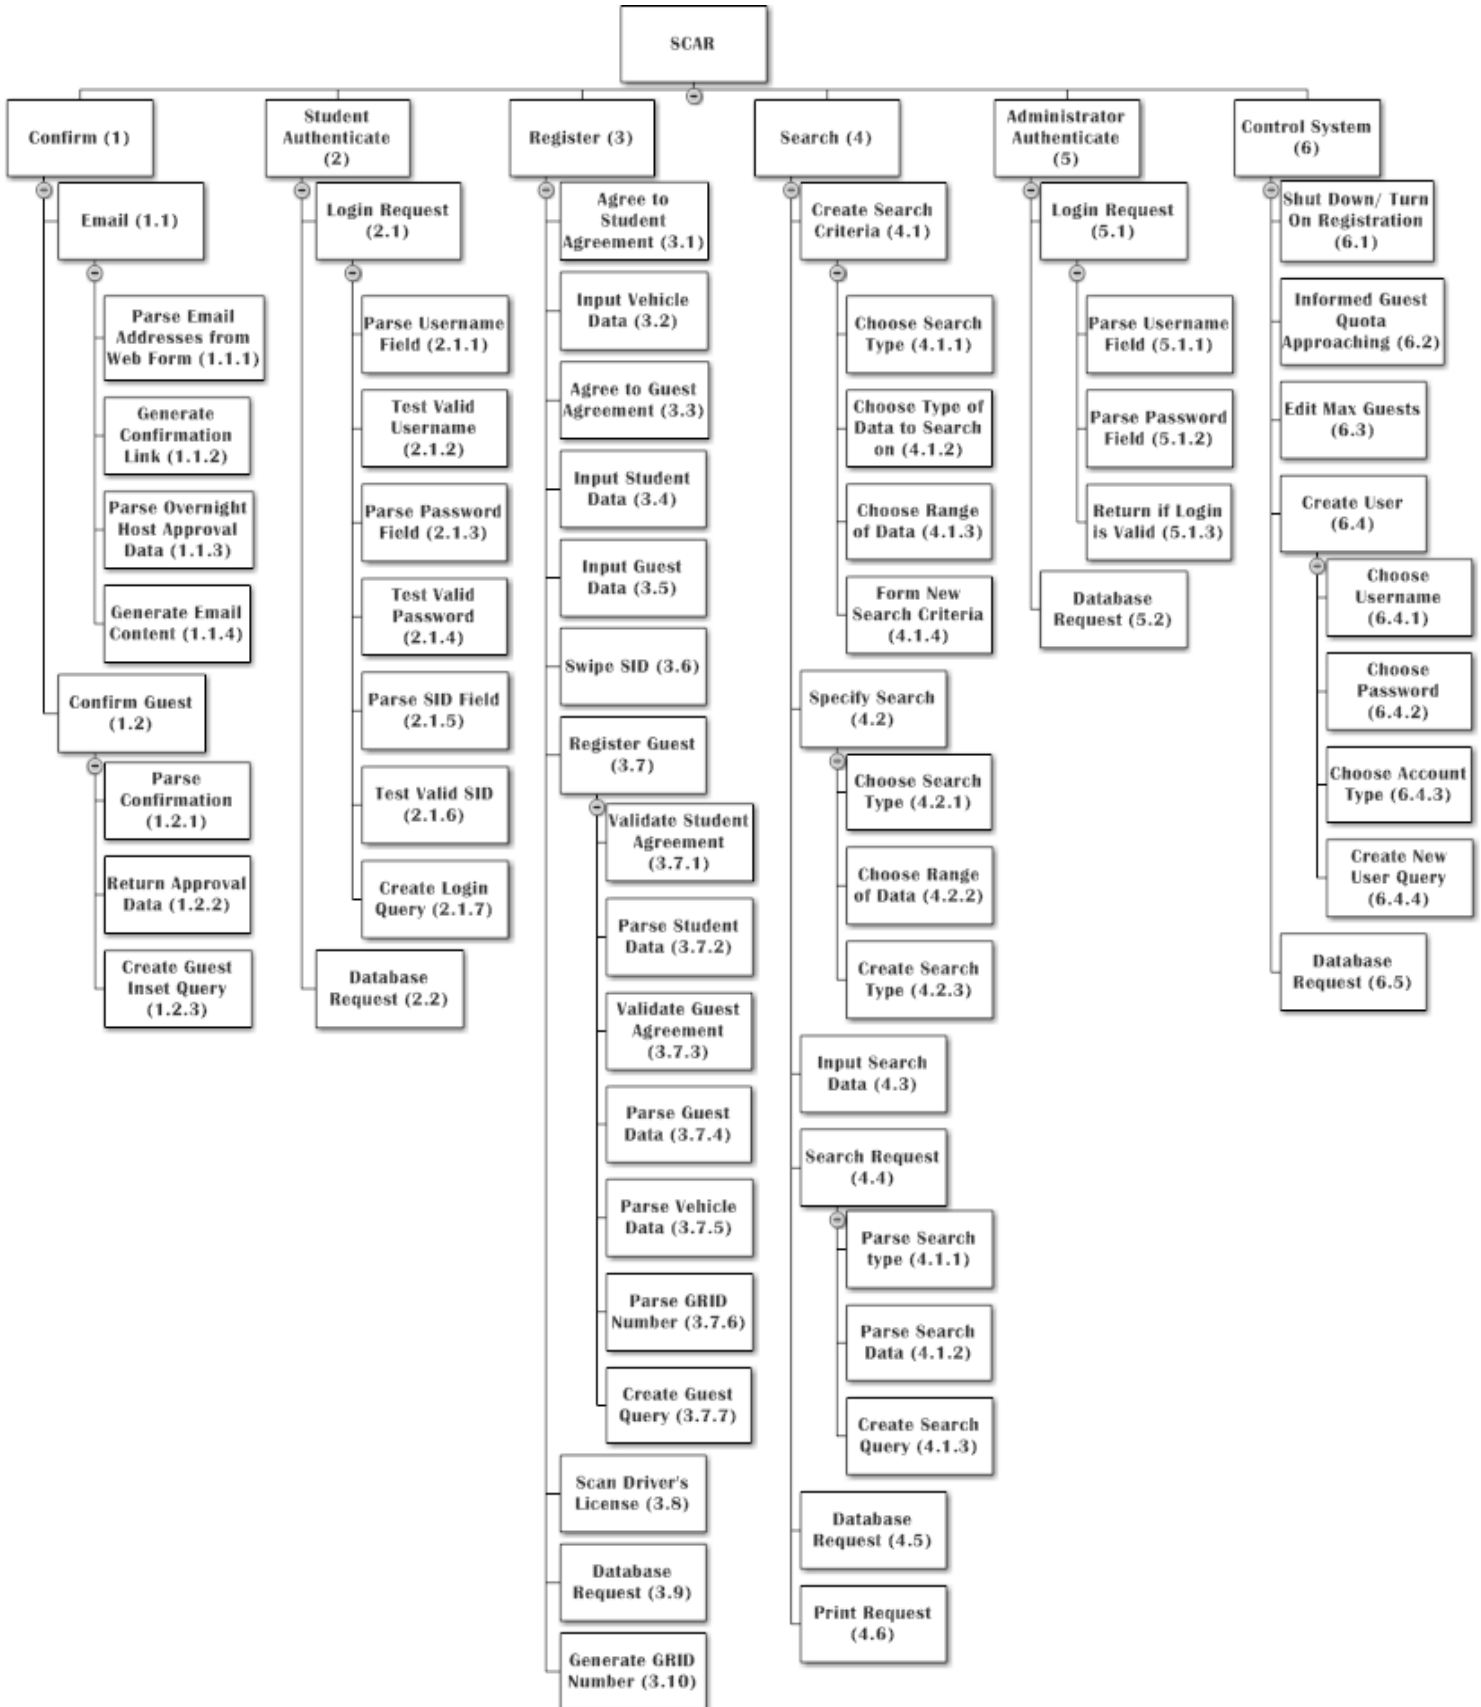 SCAR
Confirm (1)
Email (1.1)
Parse Email
Addresses from
Web Form (1.1.1)
Generate
Confirmation
Link (1.1.2)
Parse Overnight
Host Approval
Data (1.1.3)
Generate Email
Content (1.1.4)
Confirm Guest
(1.2)
Parse
Confirmation
(1.2.1)
Return Approval
Data (1.2.2)
Create Guest
Inset Query
(1.2.3)
Student
Authenticate
(2)
Login Request
(2.1)
Parse Username
Field (2.1.1)
Test Valid
Username
(2.1.2)
Parse Password
Field (2.1.3)
Test Valid
Password
(2.1.4)
Parse SID Field
(2.1.5)
Test Valid SID
(2.1.6)
Create Login
Query (2.1.7)
Database
Request (2.2)
Register (3)
Agree to
Student
Agreement (3.1)
Input Vehicle
Data (3.2)
Agree to Guest
Agreement (3.3)
Input Student
Data (3.4)
Input Guest
Data (3.5)
Swipe SID (3.6)
Register Guest
(3.7)
Validate Student
Agreement
(3.7.1)
Parse Student
Data (3.7.2)
Validate Guest
Agreement
(3.7.3)
Parse Guest
Data (3.7.4)
Parse Vehicle
Data (3.7.5)
Parse GRID
Number (3.7.6)
Create Guest
Query (3.7.7)
Scan Driver's
License (3.8)
Database
Request (3.9)
Generate GRID
Number (3.10)
Search (4)
Create Search
Criteria (4.1)
Choose Search
Type (4.1.1)
Choose Type of
Data to Search
on (4.1.2)
Choose Range
of Data (4.1.3)
Form New
Search Criteria
(4.1.4)
Specify Search
(4.2)
Choose Search
Type (4.2.1)
Choose Range
of Data (4.2.2)
Create Search
Type (4.2.3)
Input Search
Data (4.3)
Search Request
(4.4)
Parse Search
type (4.1.1)
Parse Search
Data (4.1.2)
Create Search
Query (4.1.3)
Database
Request (4.5)
Print Request
(4.6)
Administrator
Authenticate
(5)
Login Request
(5.1)
Parse Username
Field (5.1.1)
Parse Password
Field (5.1.2)
Return if Login
is Valid (5.1.3)
Database
Request (5.2)
Control System
(6)
Shut Down/ Turn
On Registration
(6.1)
Informed Guest
Quota
Approaching (6.2)
Edit Max Guests
(6.3)
Create User
(6.4)
Choose
Username
(6.4.1)
Choose
Password
(6.4.2)
Choose Account
Type (6.4.3)
Create New
User Query
(6.4.4)
Database
Request (6.5)